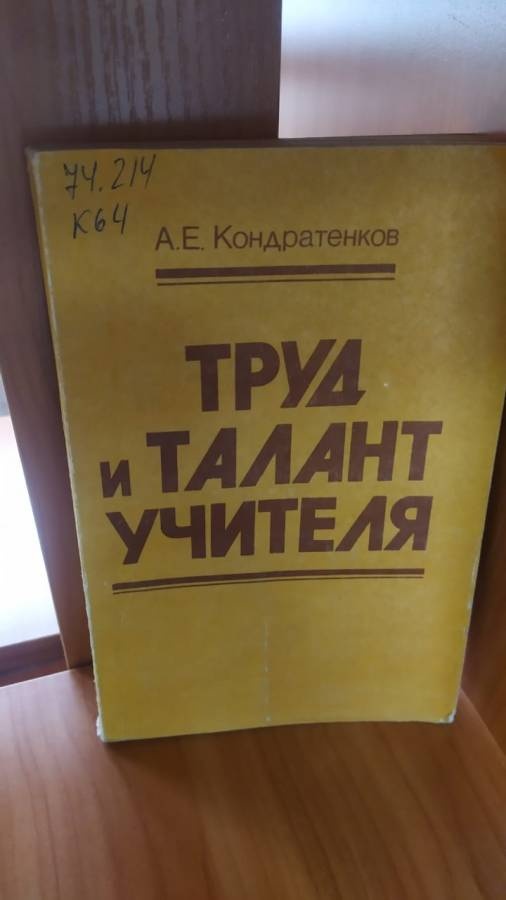 74.214
К64
А.Е. Кондратенков
ТРУД
и ТАЛАНТ
УЧИТЕЛЯ